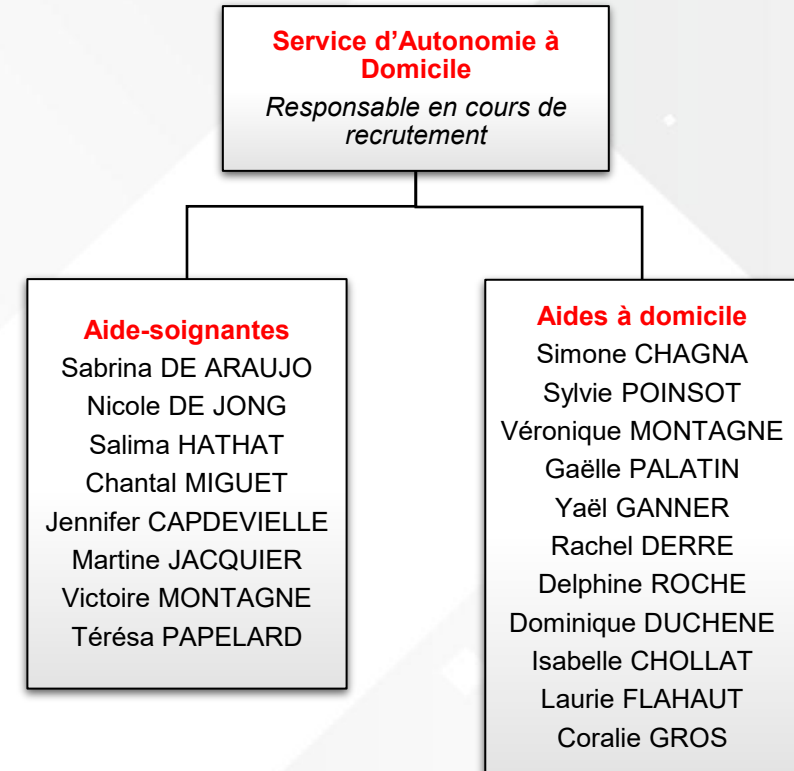 Service d'Autonomie à
Domicile
Responsable en cours de
recrutement
Aide-soignantes
Sabrina DE ARAUJO
Nicole DE JONG
Salima HATHAT
Chantal MIGUET
Jennifer CAPDEVIELLE
Martine JACQUIER
Victoire MONTAGNE
Térésa PAPELARD
Aides à domicile
Simone CHAGNA
Sylvie POINSOT
Véronique MONTAGNE
Gaëlle PALATIN
Yaël GANNER
Rachel DERRE
Delphine ROCHE
Dominique DUCHENE
Isabelle CHOLLAT
Laurie FLAHAUT
Coralie GROS